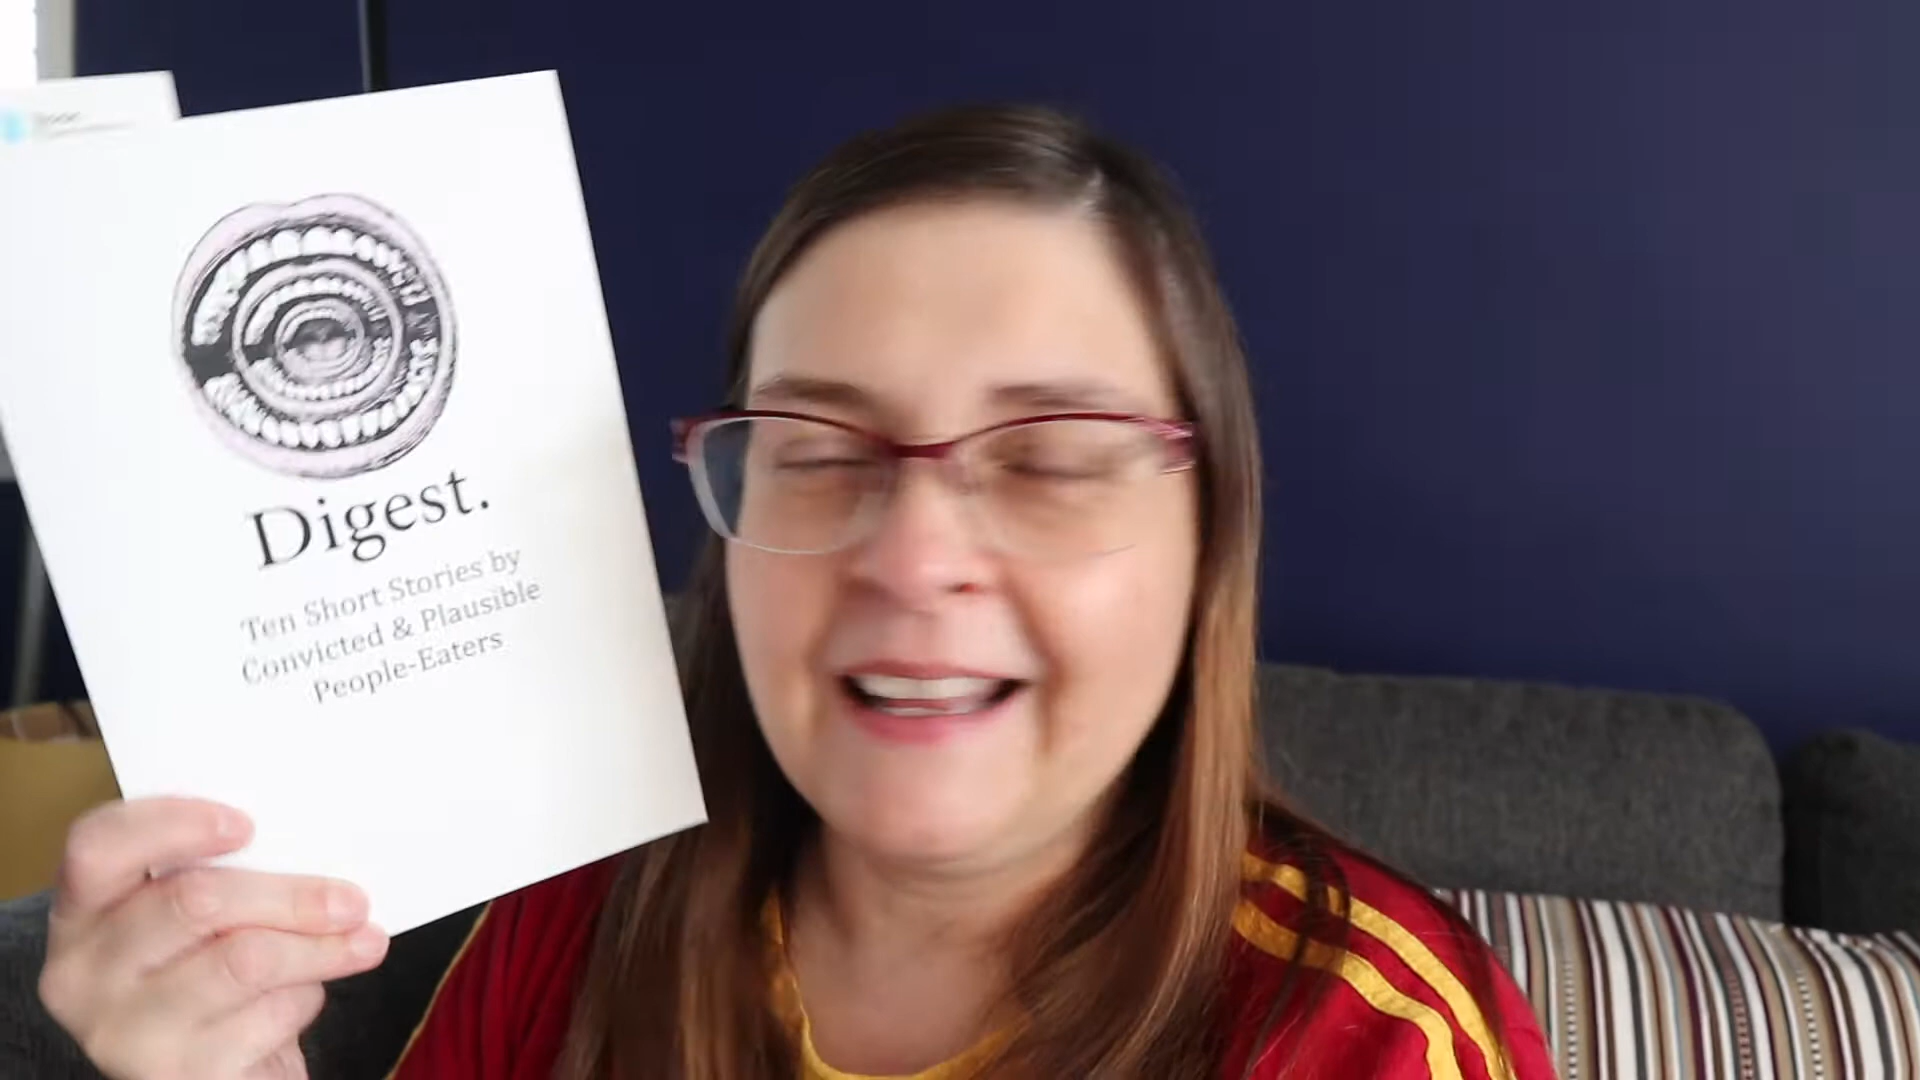 Digest.
Ten Short Stories by
Convicted & Plausible
People-Eaters